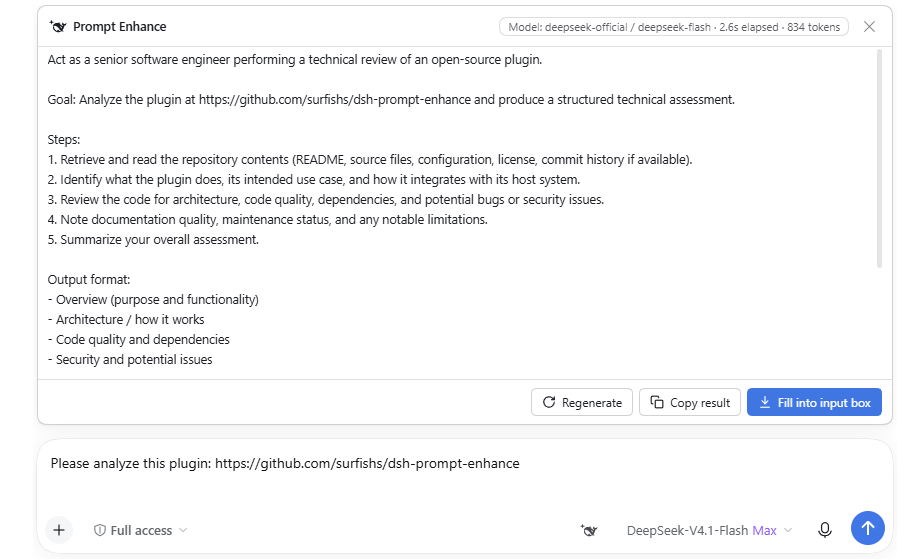 Prompt Enhance
Model: deepseek-official / deepseek-flash · 2.6s elapsed · 834 tokens
Act as a senior software engineer performing a technical review of an open-source plugin.
Goal: Analyze the plugin at https://github.com/surfishs/dsh-prompt-enhance and produce a structured technical assessment.
Steps:
1. Retrieve and read the repository contents (README, source files, configuration, license, commit history if available).
2. Identify what the plugin does, its intended use case, and how it integrates with its host system.
3. Review the code for architecture, code quality, dependencies, and potential bugs or security issues.
4. Note documentation quality, maintenance status, and any notable limitations.
5. Summarize your overall assessment.
Output format:
- Overview (purpose and functionality)
- Architecture / how it works
- Code quality and dependencies
- Security and potential issues
Regenerate
Copy result
Fill into input box
Please analyze this plugin: https://github.com/surfishs/dsh-prompt-enhance
Full access
DeepSeek-V4.1-Flash Max